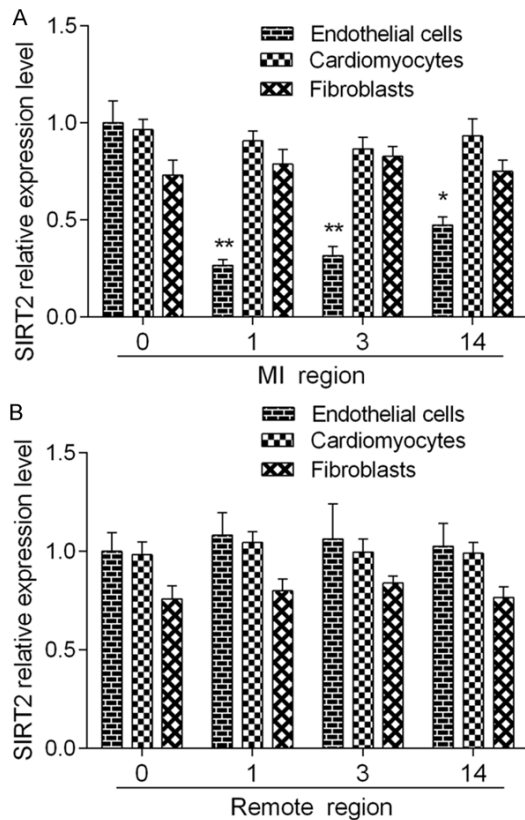 A
Endothelial cells
Cardiomyocytes
Fibroblasts
SIRT2 relative expression level
1.5
1.0
0.5
0.0
** ** *
0 1 3 14
MI region
B
Endothelial cells
Cardiomyocytes
Fibroblasts
SIRT2 relative expression level
1.5
1.0
0.5
0.0
0 1 3 14
Remote region